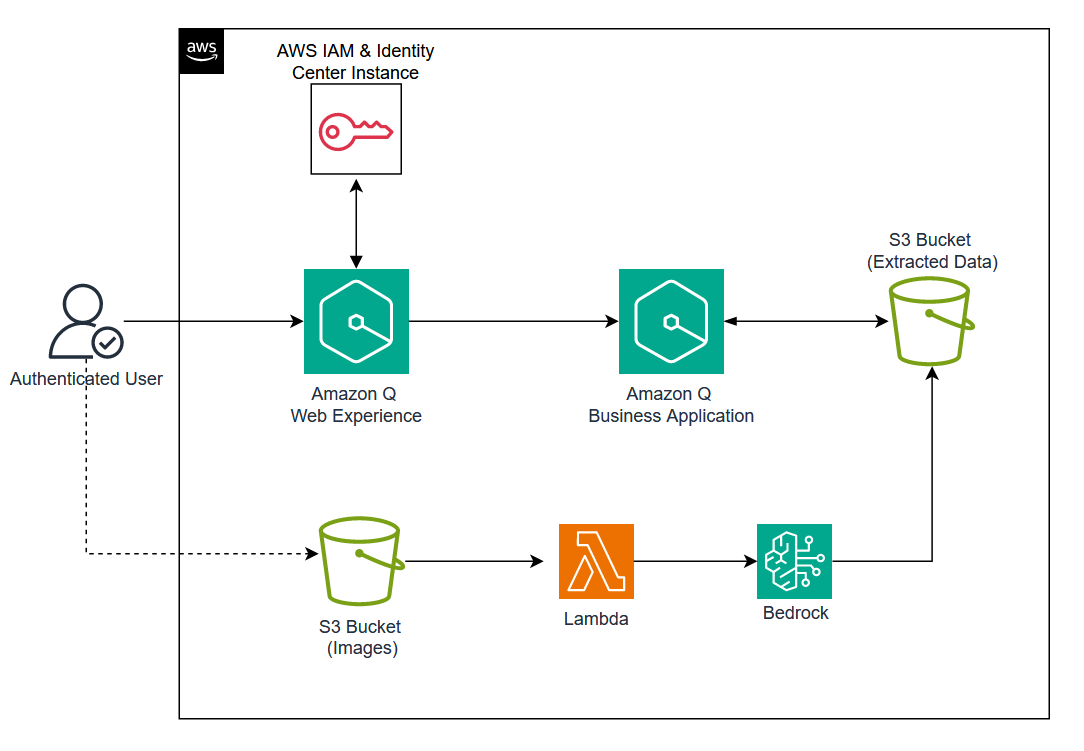 aws
AWS IAM & Identity
Center Instance
S3 Bucket
(Extracted Data)
Authenticated User
Amazon Q
Web Experience
Amazon Q
Business Application
S3 Bucket
(Images)
Lambda
Bedrock